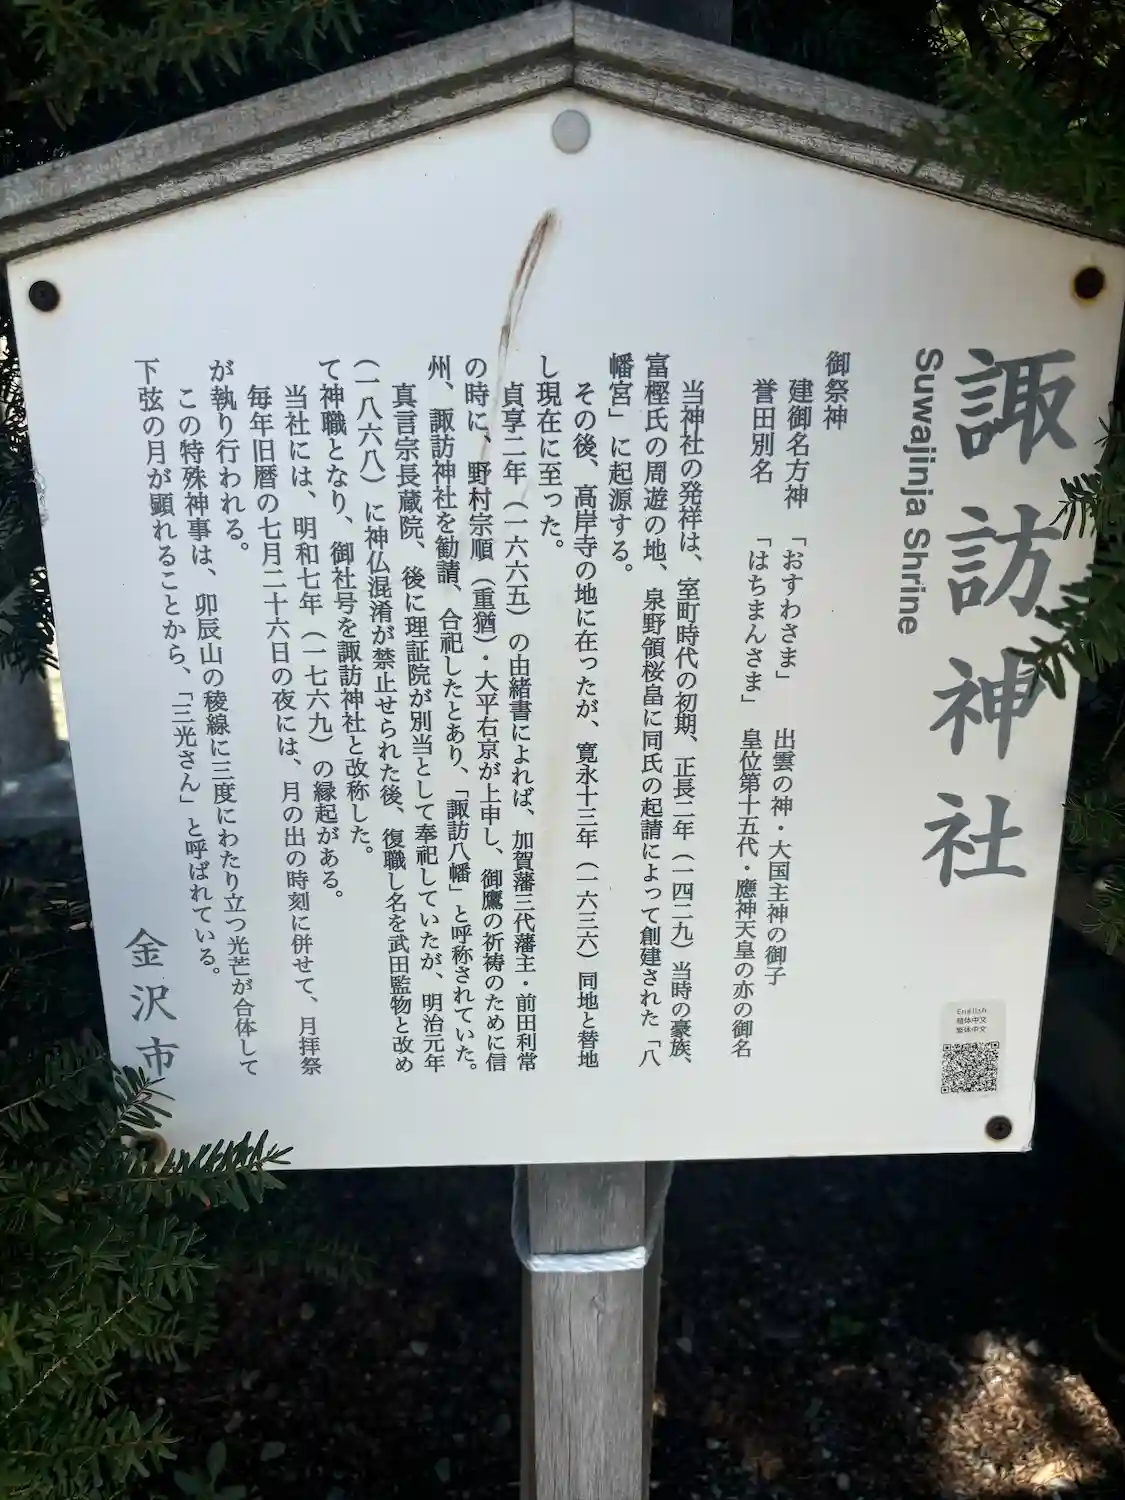 諏訪神社
Suwajinja Shrine
御祭神
建御名方神 「おすわさま」 出雲の神・大国主神の御子
誉田別名 「はちまんさま」 皇位第十五代・應神天皇の亦の御名
当神社の発祥は、室町時代の初期、正長二年（一四二九）当時の豪族、
富樫氏の周遊の地、泉野領桜畠に同氏の起請によって創建された「八
幡宮」に起源する。
その後、高岸寺の地に在ったが、寛永十三年（一六三六）同地と替地
し現在に至った。
貞享二年（一六六五）の由緒書によれば、加賀藩三代藩主・前田利常
の時に、野村宗順（重猶）・大平右京が上申し、御鷹の祈祷のために信
州、諏訪神社を勧請、合祀したとあり、「諏訪八幡」と呼称されていた。
真言宗長蔵院、後に理証院が別当として奉祀していたが、明治元年
（一八六八）に神仏混淆が禁止せられた後、復職し名を武田監物と改め
て神職となり、御社号を諏訪神社と改称した。
当社には、明和七年（一七六九）の縁起がある。
毎年旧暦の七月二十六日の夜には、月の出の時刻に併せて、月拝祭
が執り行われる。
この特殊神事は、卯辰山の稜線に三度にわたり立つ光芒が合体して
下弦の月が顕れることから、「三光さん」と呼ばれている。
金沢市
English
簡体中文
繁体中文